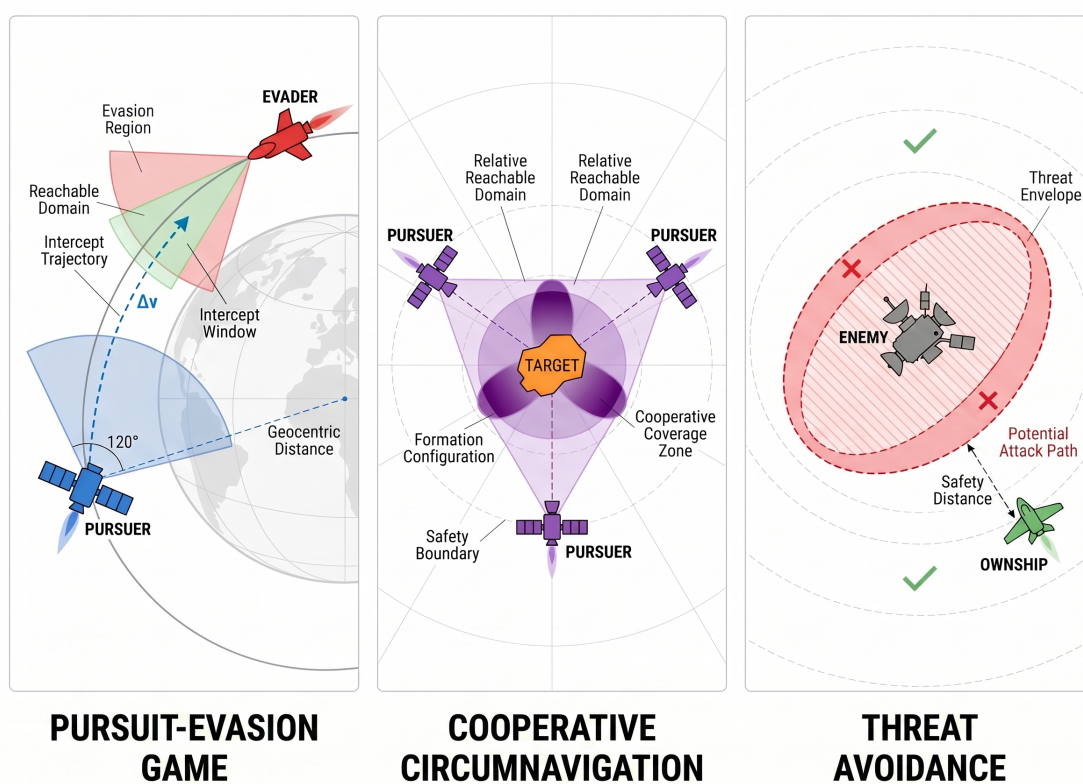 EVADER
Evasion
Region
Reachable
Domain
Intercept
Trajectory
Δv
Intercept
Window
120°
Geocentric
Distance
PURSUER
PURSUIT-EVASION
GAME
Relative
Reachable
Domain
Relative
Reachable
Domain
PURSUER
PURSUER
TARGET
Formation
Configuration
Cooperative
Coverage
Zone
Safety
Boundary
PURSUER
COOPERATIVE
CIRCUMNAVIGATION
Threat
Envelope
ENEMY
Potential
Attack Path
Safety
Distance
OWNSHIP
THREAT
AVOIDANCE